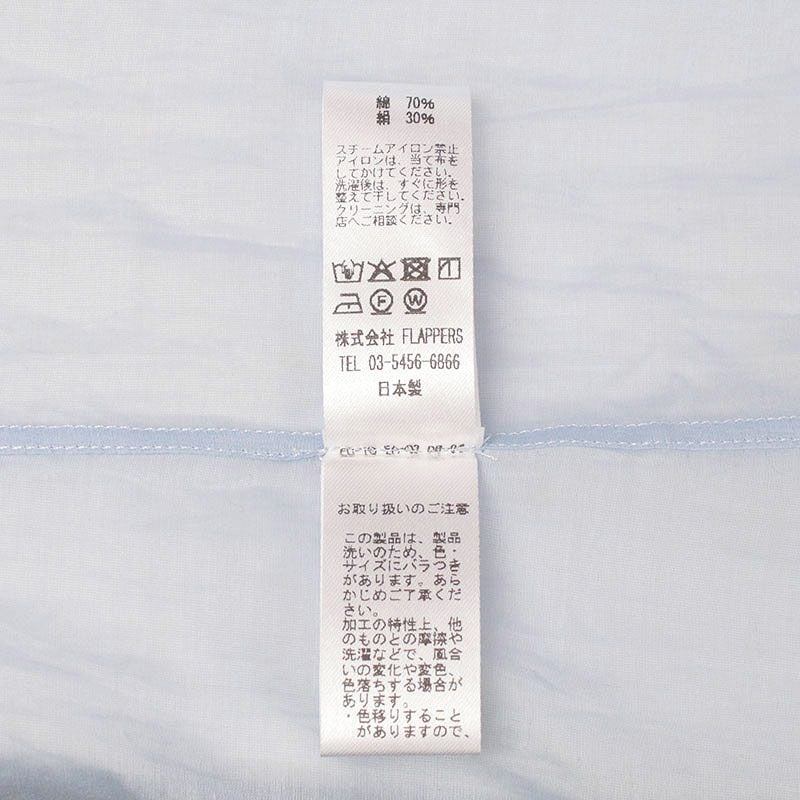 綿 70%
絹 30%
スチームアイロン禁止
アイロンは、当て布を
してかけてください。
洗濯後は、すぐに形を
整えて干してください。
クリーニングは、専門
店へご相談ください。
F W
株式会社 FLAPPERS
TEL 03-5456-6866
日本製
お取り扱いのご注意
この製品は、製品
洗いのため、色・
サイズにバラつき
があります。あら
かじめご了承くだ
さい。
加工の特性上、他
のものとの摩擦や
洗濯などで、風合
いの変化や変色、
色落ちする場合が
あります。
・色移りすること
がありますので、